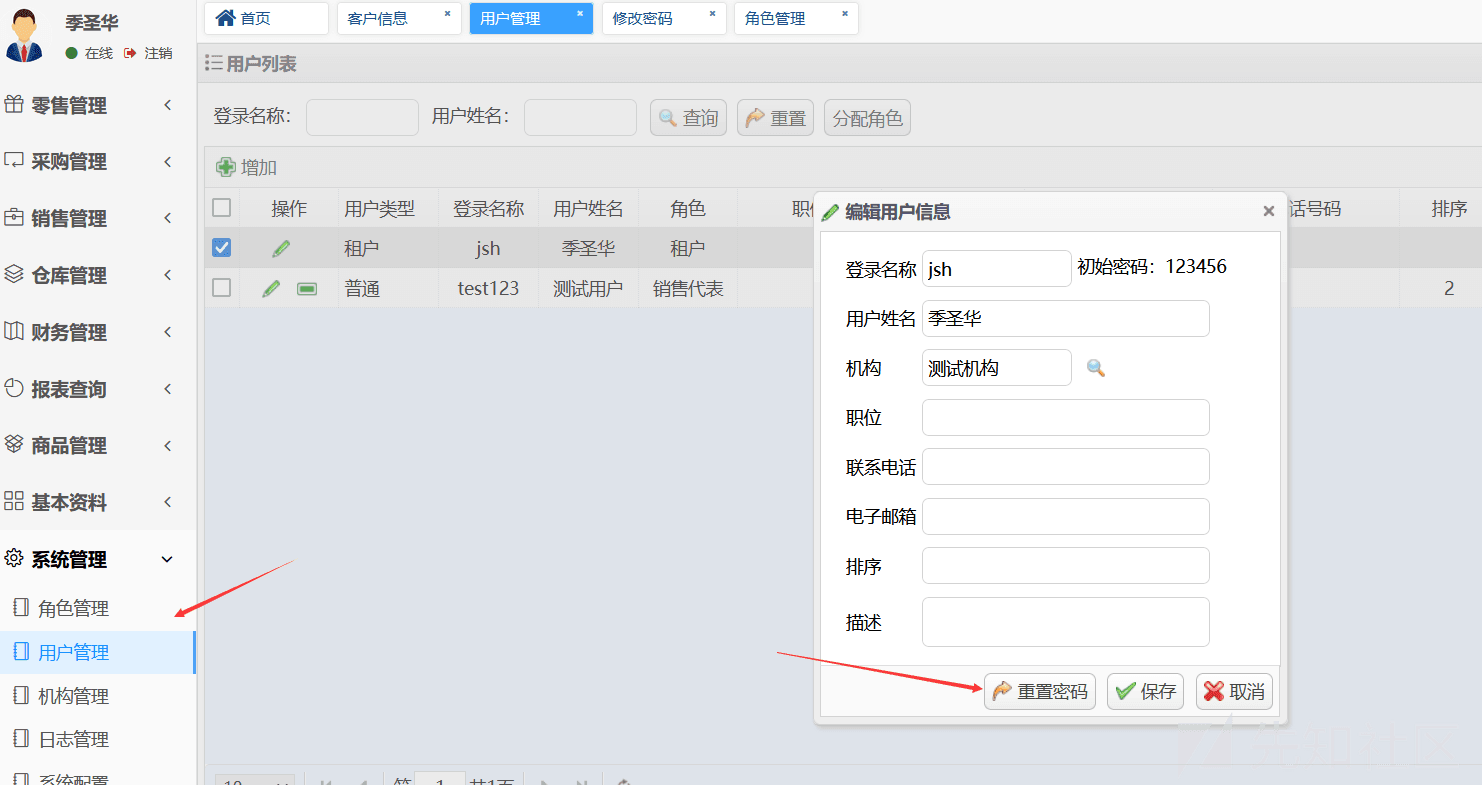 季圣华
在线 注销
零售管理
采购管理
销售管理
仓库管理
财务管理
报表查询
商品管理
基本资料
系统管理
角色管理
用户管理
机构管理
日志管理
系统配置
首页 客户信息 用户管理 修改密码 角色管理
用户列表
登录名称: 用户姓名: 查询 重置 分配角色
增加
操作 用户类型 登录名称 用户姓名 角色 职 话号码 排序
租户 jsh 季圣华 租户
普通 test123 测试用户 销售代表 2
第 1 共1页
编辑用户信息
登录名称 jsh 初始密码：123456
用户姓名 季圣华
机构 测试机构
职位
联系电话
电子邮箱
排序
描述
重置密码 保存 取消